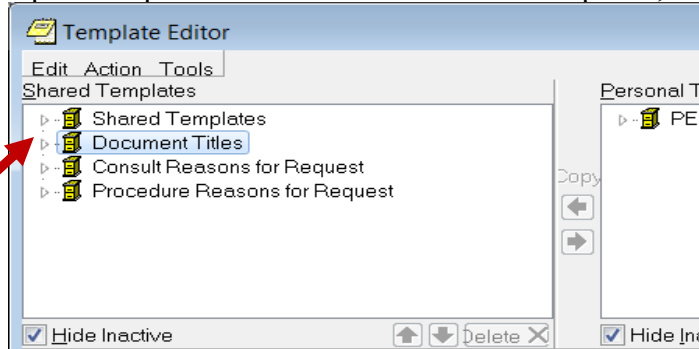 Template Editor
Edit Action Tools
Shared Templates
Personal T
Shared Templates
PE
Document Titles
Consult Reasons for Request
Procedure Reasons for Request
Copy
Hide Inactive
Delete
Hide Ina